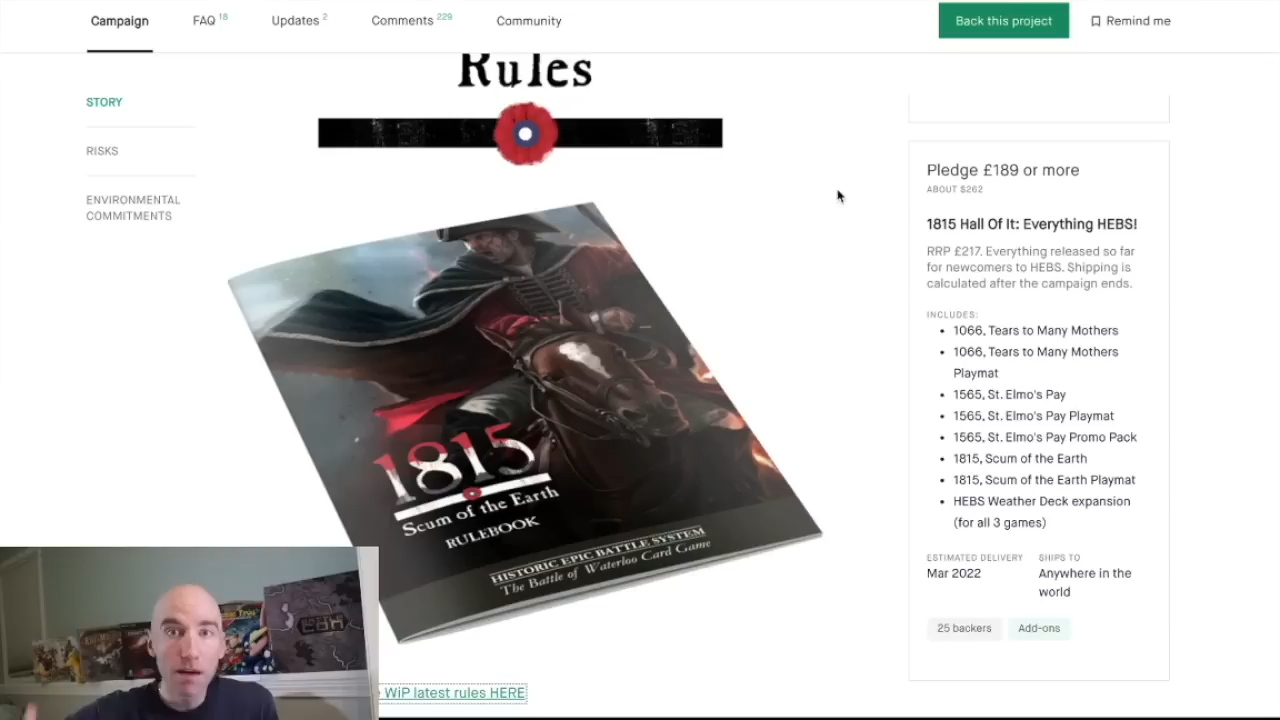 Campaign
FAQ 18
Updates 2
Comments 229
Community
Back this project
Remind me
Rules
STORY
RISKS
ENVIRONMENTAL
COMMITMENTS
1815
Scum of the Earth
RULEBOOK
HISTORIC EPIC BATTLE SYSTEM
The Battle of Waterloo Card Game
WiP latest rules HERE
Pledge £189 or more
ABOUT $262
1815 Hall Of It: Everything HEBS!
RRP £217. Everything released so far
for newcomers to HEBS. Shipping is
calculated after the campaign ends.
INCLUDES:
• 1066, Tears to Many Mothers
• 1066, Tears to Many Mothers
Playmat
• 1565, St. Elmo's Pay
• 1565, St. Elmo's Pay Playmat
• 1565, St. Elmo's Pay Promo Pack
• 1815, Scum of the Earth
• 1815, Scum of the Earth Playmat
• HEBS Weather Deck expansion
(for all 3 games)
ESTIMATED DELIVERY
Mar 2022
SHIPS TO
Anywhere in the
world
25 backers
Add-ons